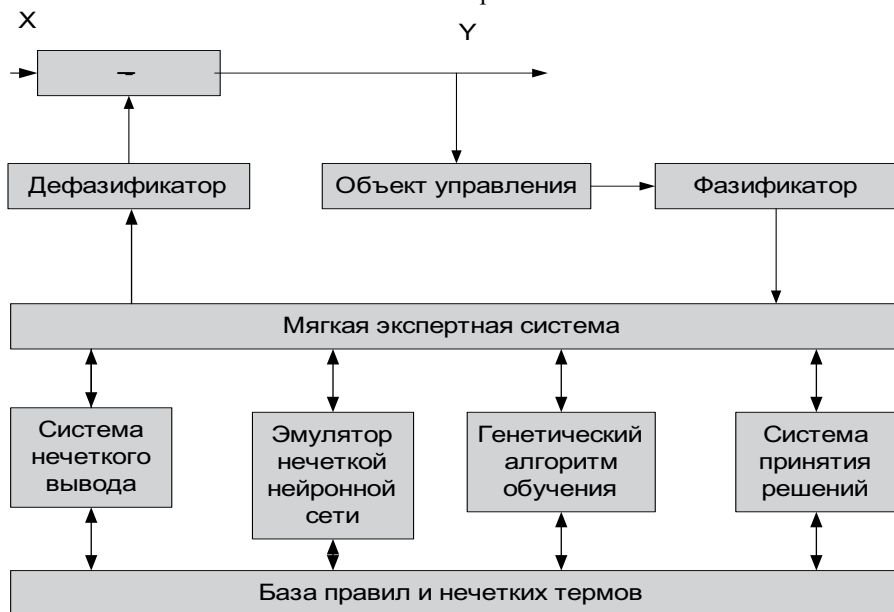 X
Y
−
Дефазификатор
Объект управления
Фазификатор
Мягкая экспертная система
Система
нечеткого
вывода
Эмулятор
нечеткой
нейронной
сети
Генетический
алгоритм
обучения
Система
принятия
решений
База правил и нечетких термов